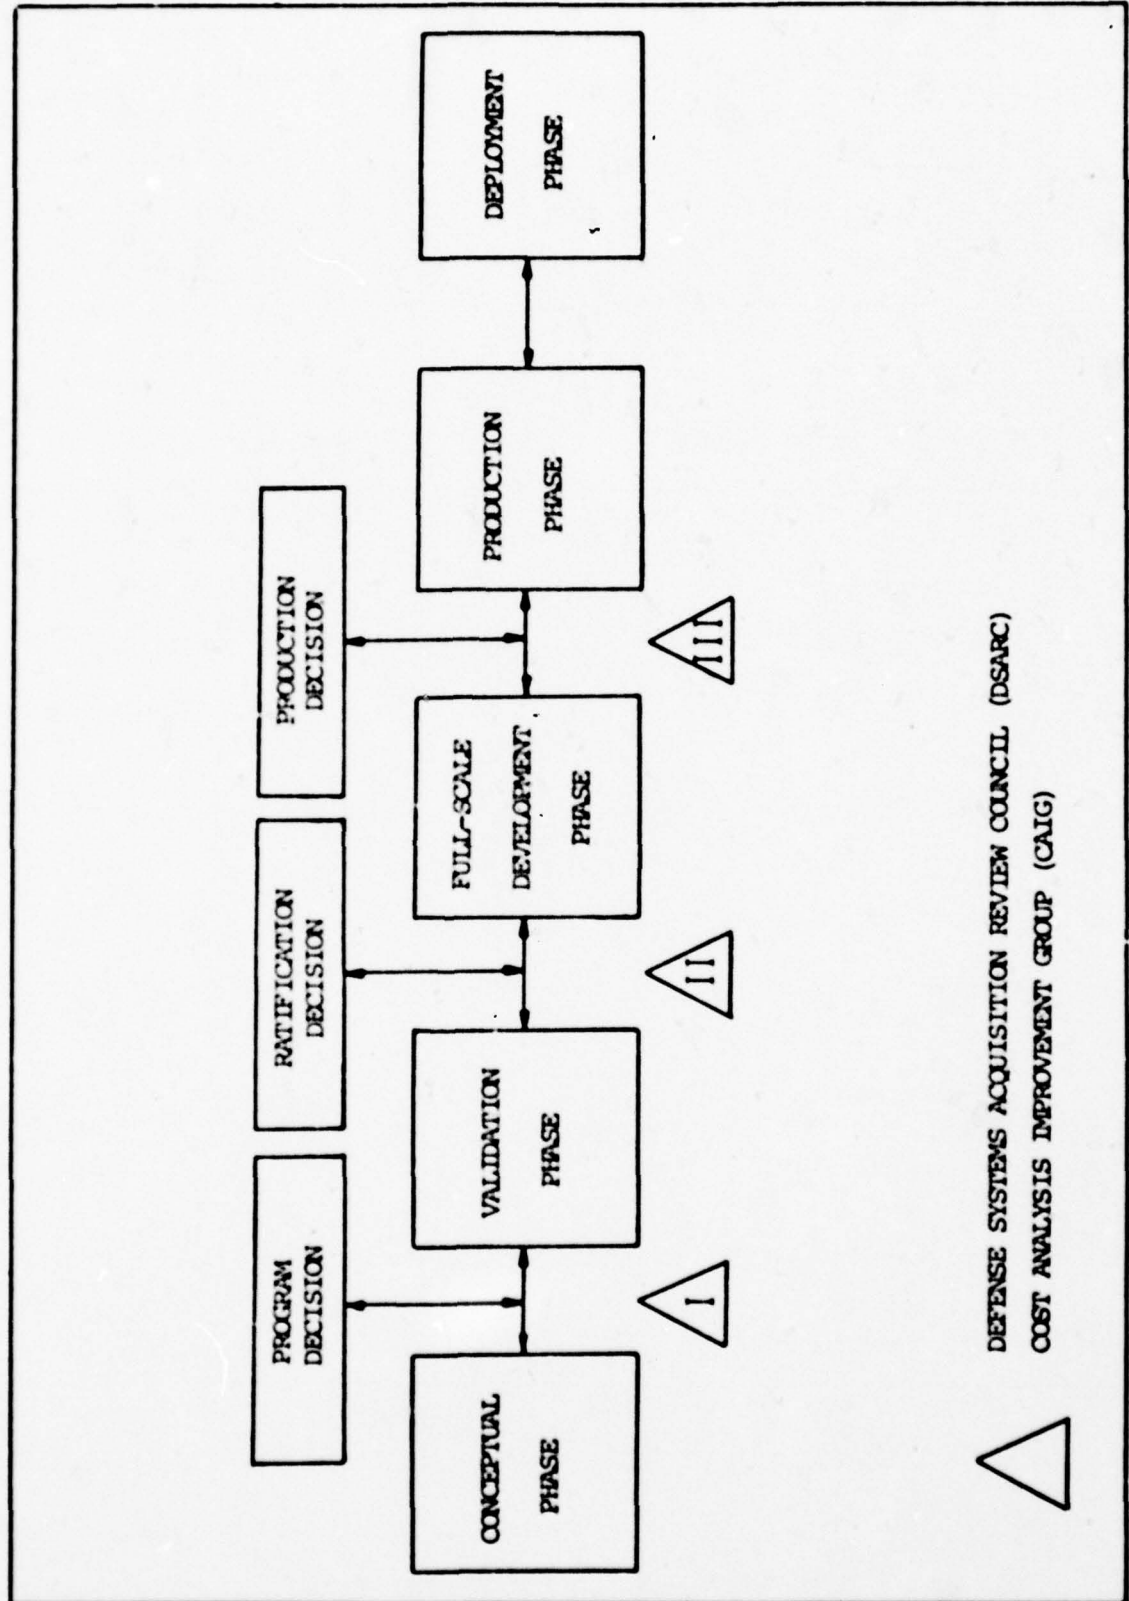 PROGRAM
DECISION
RATIFICATION
DECISION
PRODUCTION
DECISION
CONCEPTUAL
PHASE
VALIDATION
PHASE
FULL-SCALE
DEVELOPMENT
PHASE
PRODUCTION
PHASE
DEPLOYMENT
PHASE
I
II
III
DEFENSE SYSTEMS ACQUISITION REVIEW COUNCIL (DSARC)
COST ANALYSIS IMPROVEMENT GROUP (CAIG)